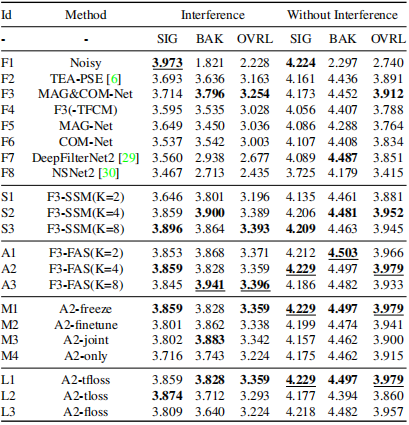 Id Method Interference Without Interference
- - SIG BAK OVRL SIG BAK OVRL
F1 Noisy 3.973 1.821 2.228 4.224 2.297 2.740
F2 TEA-PSE [6] 3.693 3.636 3.163 4.161 4.436 3.891
F3 MAG&COM-Net 3.714 3.796 3.254 4.173 4.452 3.912
F4 F3(-TFCM) 3.595 3.535 3.028 4.056 4.407 3.788
F5 MAG-Net 3.649 3.450 3.036 4.086 4.288 3.764
F6 COM-Net 3.537 3.542 3.003 4.107 4.408 3.834
F7 DeepFilterNet2 [29] 3.560 2.938 2.677 4.089 4.487 3.851
F8 NSNet2 [30] 3.467 2.713 2.435 3.725 4.179 3.415
S1 F3-SSM(K=2) 3.646 3.801 3.196 4.135 4.461 3.881
S2 F3-SSM(K=4) 3.859 3.900 3.389 4.206 4.481 3.952
S3 F3-SSM(K=8) 3.896 3.864 3.393 4.209 4.463 3.945
A1 F3-FAS(K=2) 3.853 3.868 3.371 4.212 4.503 3.966
A2 F3-FAS(K=4) 3.859 3.828 3.359 4.229 4.497 3.979
A3 F3-FAS(K=8) 3.845 3.941 3.396 4.186 4.482 3.933
M1 A2-freeze 3.859 3.828 3.359 4.229 4.497 3.979
M2 A2-finetune 3.801 3.862 3.338 4.199 4.474 3.941
M3 A2-joint 3.802 3.883 3.342 4.157 4.462 3.900
M4 A2-only 3.716 3.743 3.224 4.175 4.462 3.915
L1 A2-tfloss 3.859 3.828 3.359 4.229 4.497 3.979
L2 A2-tloss 3.874 3.712 3.293 4.177 4.394 3.860
L3 A2-floss 3.809 3.640 3.224 4.218 4.482 3.957